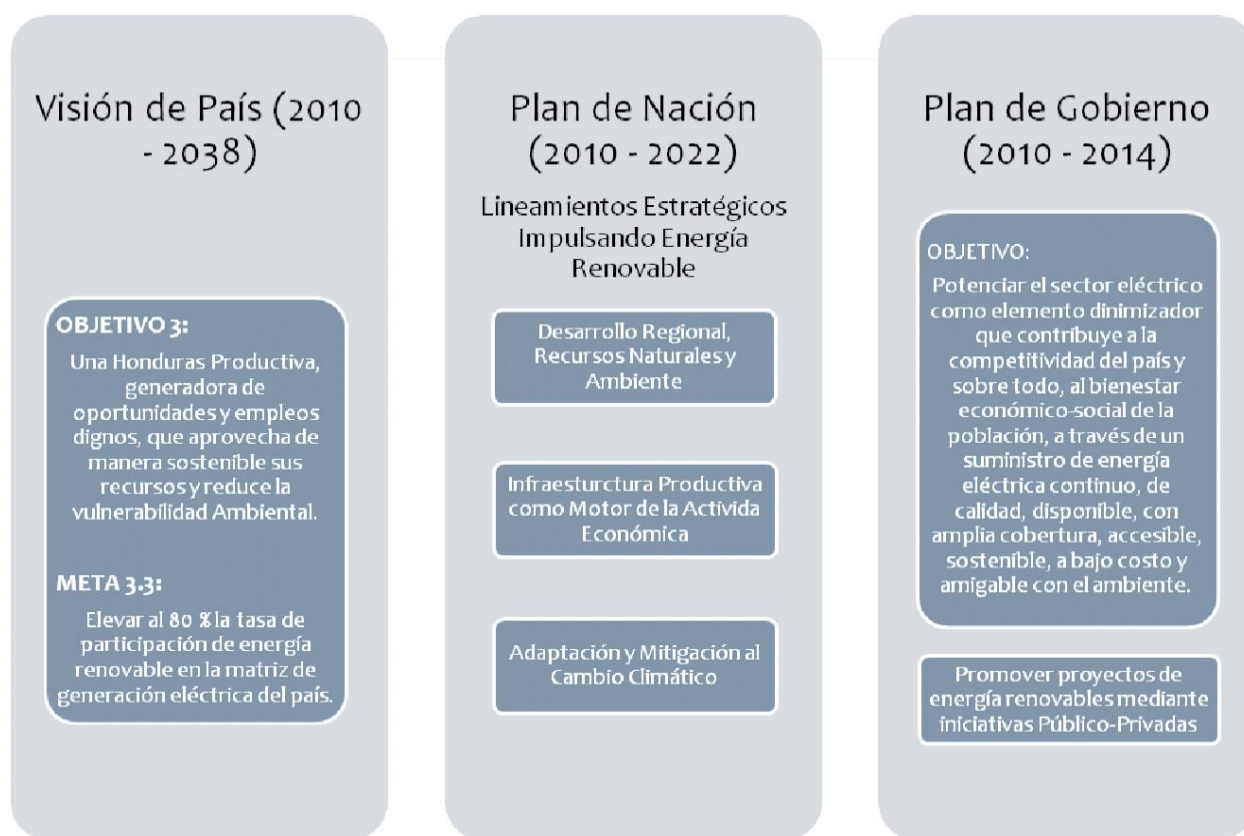 Visión de País (2010
- 2038)
OBJETIVO 3:
Una Honduras Productiva,
generadora de
oportunidades y empleos
dignos, que aprovecha de
manera sostenible sus
recursos y reduce la
vulnerabilidad Ambiental.
META 3.3:
Elevar al 80 % la tasa de
participación de energía
renovable en la matriz de
generación eléctrica del país.
Plan de Nación
(2010 - 2022)
Lineamientos Estratégicos
Impulsando Energía
Renovable
Desarrollo Regional,
Recursos Naturales y
Ambiente
Infraesturctura Productiva
como Motor de la Activida
Económica
Adaptación y Mitigación al
Cambio Climático
Plan de Gobierno
(2010 - 2014)
OBJETIVO:
Potenciar el sector eléctrico
como elemento dinimizador
que contribuye a la
competitividad del país y
sobre todo, al bienestar
económico-social de la
población, a través de un
suministro de energía
eléctrica continuo, de
calidad, disponible, con
amplia cobertura, accesible,
sostenible, a bajo costo y
amigable con el ambiente.
Promover proyectos de
energía renovables mediante
iniciativas Público-Privadas